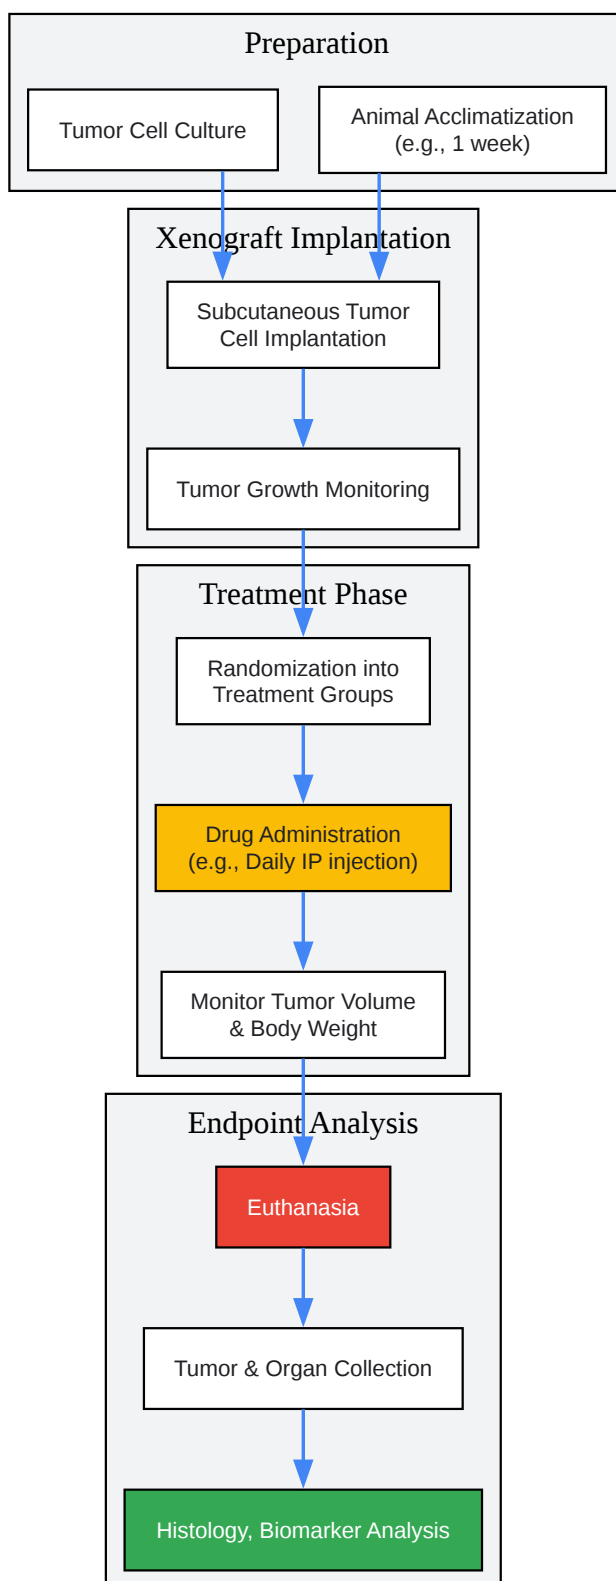 Preparation
Tumor Cell Culture
Animal Acclimatization
(e.g., 1 week)
Xenograft Implantation
Subcutaneous Tumor
Cell Implantation
Tumor Growth Monitoring
Treatment Phase
Randomization into
Treatment Groups
Drug Administration
(e.g., Daily IP injection)
Monitor Tumor Volume
& Body Weight
Endpoint Analysis
Euthanasia
Tumor & Organ Collection
Histology, Biomarker Analysis